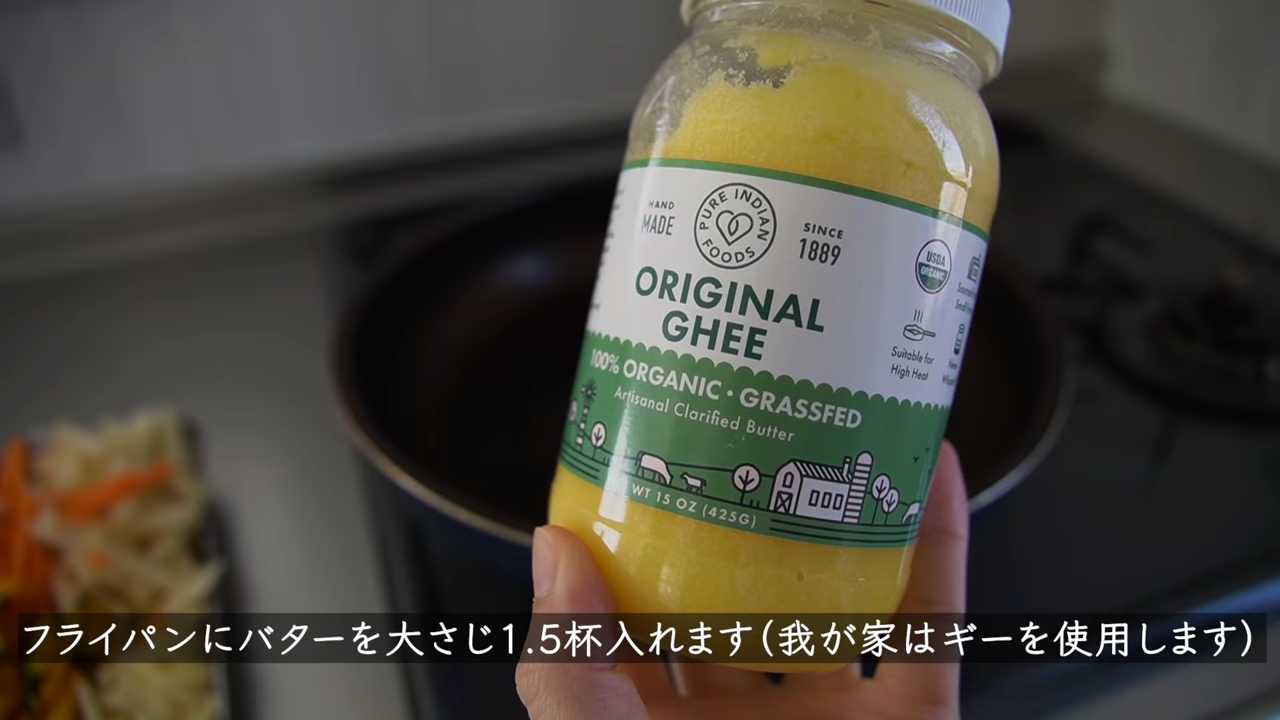 HAND
MADE
PURE INDIAN
FOODS
SINCE
1889
USDA
ORGANIC
ORIGINAL
GHEE
Suitable for
High Heat
100% ORGANIC • GRASSFED
Artisanal Clarified Butter
WT 15 OZ (425G)
フライパンにバターを大さじ1.5杯入れます(我が家はギーを使用します)